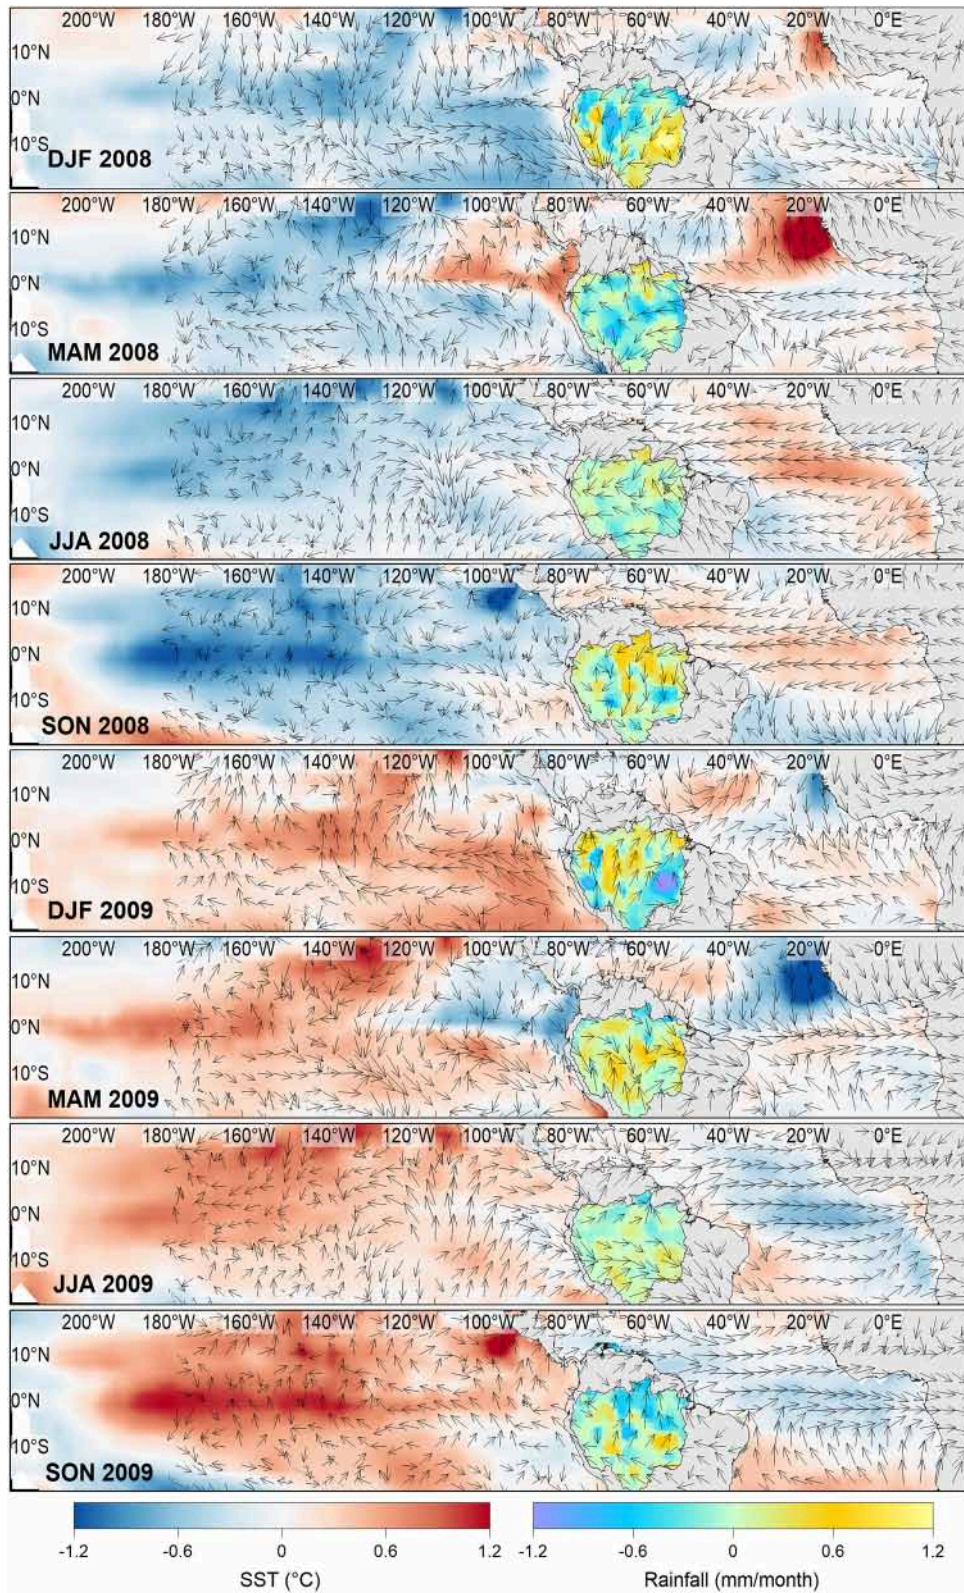 200°W 180°W 160°W 140°W 120°W 100°W 80°W 60°W 40°W 20°W 0°E
10°N
0°N
10°S
DJF 2008
200°W 180°W 160°W 140°W 120°W 100°W 80°W 60°W 40°W 20°W 0°E
10°N
0°N
10°S
MAM 2008
200°W 180°W 160°W 140°W 120°W 100°W 80°W 60°W 40°W 20°W 0°E
10°N
0°N
10°S
JJA 2008
200°W 180°W 160°W 140°W 120°W 100°W 80°W 60°W 40°W 20°W 0°E
10°N
0°N
10°S
SON 2008
200°W 180°W 160°W 140°W 120°W 100°W 80°W 60°W 40°W 20°W 0°E
10°N
0°N
10°S
DJF 2009
200°W 180°W 160°W 140°W 120°W 100°W 80°W 60°W 40°W 20°W 0°E
10°N
0°N
10°S
MAM 2009
200°W 180°W 160°W 140°W 120°W 100°W 80°W 60°W 40°W 20°W 0°E
10°N
0°N
10°S
JJA 2009
200°W 180°W 160°W 140°W 120°W 100°W 80°W 60°W 40°W 20°W 0°E
10°N
0°N
10°S
SON 2009
-1.2 -0.6 0 0.6 1.2 -1.2 -0.6 0 0.6 1.2
SST (°C) Rainfall (mm/month)